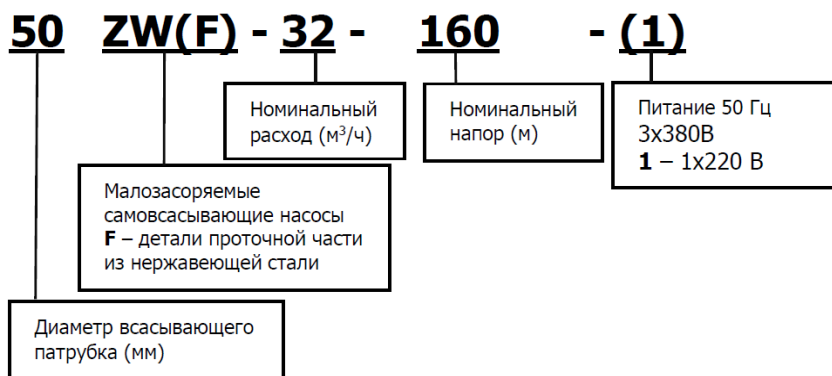 50 ZW(F) - 32 - 160 - (1)
Номинальный
расход (м³/ч)
Номинальный
напор (м)
Питание 50 Гц
3х380В
1 – 1х220 В
Малозасоряемые
самовсасывающие насосы
F – детали проточной части
из нержавеющей стали
Диаметр всасывающего
патрубка (мм)